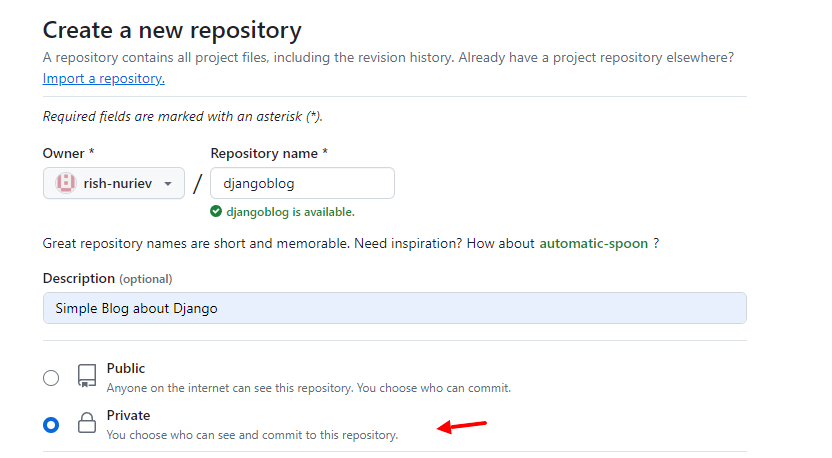 Create a new repository
A repository contains all project files, including the revision history. Already have a project repository elsewhere?
Import a repository.
Required fields are marked with an asterisk (*).
Owner * Repository name *
rish-nuriev / djangoblog
djangoblog is available.
Great repository names are short and memorable. Need inspiration? How about automatic-spoon ?
Description (optional)
Simple Blog about Django
Public
Anyone on the internet can see this repository. You choose who can commit.
Private
You choose who can see and commit to this repository.